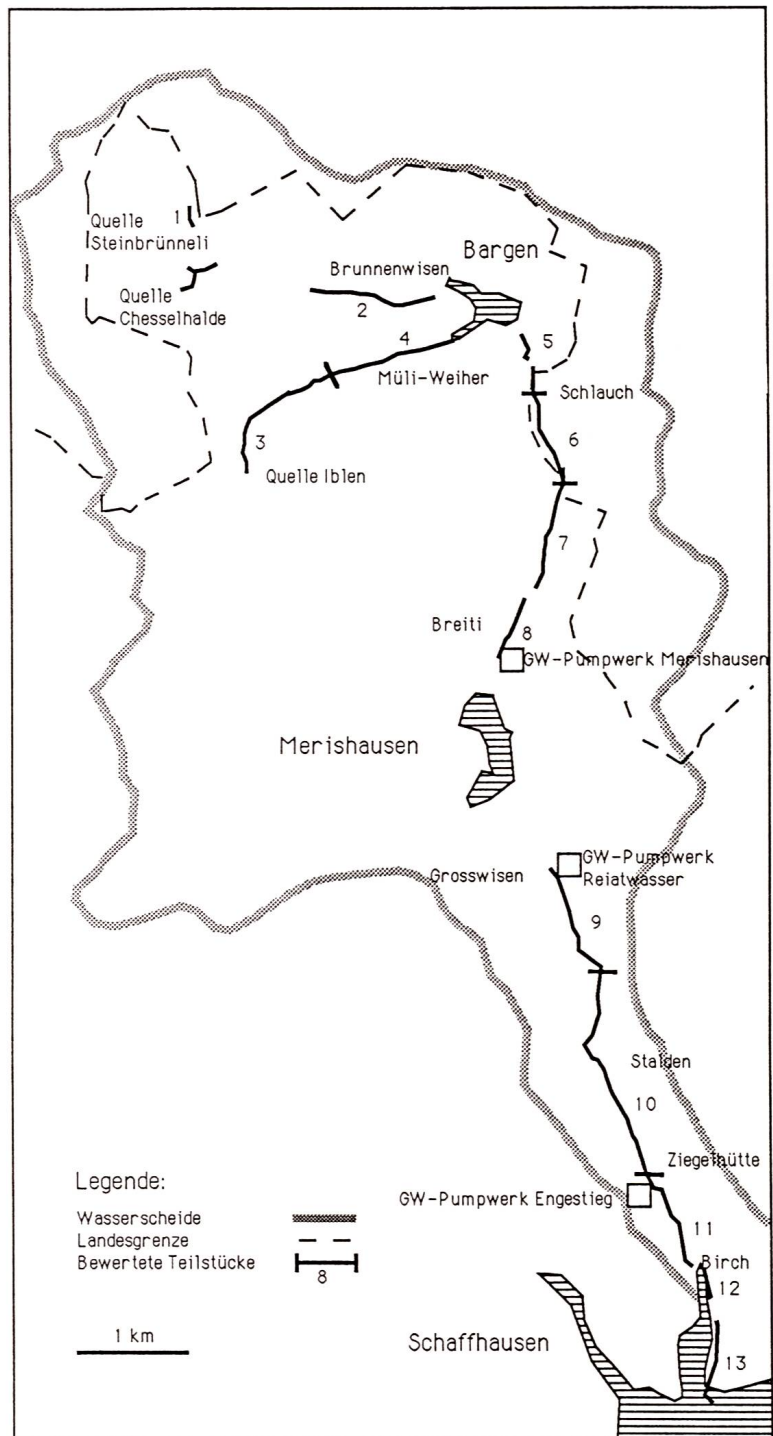 1
Quelle
Steinbrünneli
Quelle
Chesselhalde
Brunnenwisen
Bargen
2
4
5
Müli-Weiher
Schlauch
3
6
Quelle Iblen
7
Breiti
8
GW-Pumpwerk Merishausen
Merishausen
GW-Pumpwerk
Reiatwasser
Grosswisen
9
Stalden
10
Ziegelhütte
GW-Pumpwerk Engestieg
11
Birch
12
Schaffhausen
13
Legende:
Wasserscheide
Landesgrenze
Bewertete Teilstücke
8
1 km